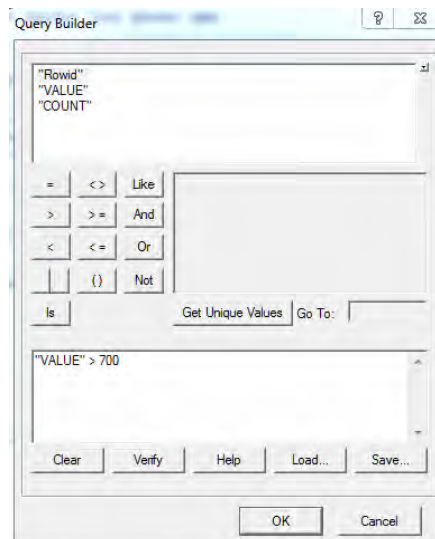 Query Builder
"Rowid"
"VALUE"
"COUNT"
= <> Like
> >= And
< <= Or
_ () Not
Is Get Unique Values Go To:
"VALUE" > 700
Clear Verify Help Load... Save...
OK Cancel